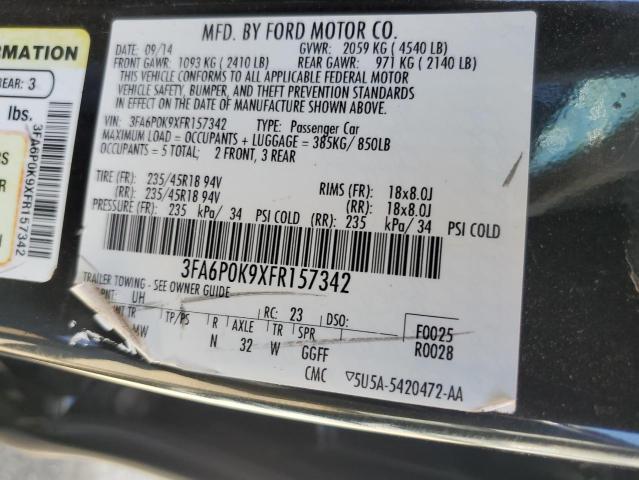 RMATION
REAR: 3
lbs.
RS
R
3FA6P0K9XFR157342
MFD. BY FORD MOTOR CO.
DATE: 09/14 GVWR: 2059 KG ( 4540 LB)
FRONT GAWR: 1093 KG ( 2410 LB) REAR GAWR: 971 KG ( 2140 LB)
THIS VEHICLE CONFORMS TO ALL APPLICABLE FEDERAL MOTOR
VEHICLE SAFETY, BUMPER, AND THEFT PREVENTION STANDARDS
IN EFFECT ON THE DATE OF MANUFACTURE SHOWN ABOVE.
VIN: 3FA6P0K9XFR157342 TYPE: Passenger Car
MAXIMUM LOAD = OCCUPANTS + LUGGAGE = 385KG/ 850LB
OCCUPANTS = 5 TOTAL; 2 FRONT, 3 REAR
TIRE (FR): 235/45R18 94V RIMS (FR): 18x8.0J
(RR): 235/45R18 94V (RR): 18x8.0J
PRESSURE (FR): 235 kPa/ 34 PSI COLD (RR): 235 kPa/ 34 PSI COLD
3FA6P0K9XFR157342
TRAILER TOWING - SEE OWNER GUIDE
PNT: UH RC: 23 DSO:
INT TR TP/PS R AXLE TR SPR F0025
MW N 32 W GGFF R0028
CMC ▽5U5A-5420472-AA